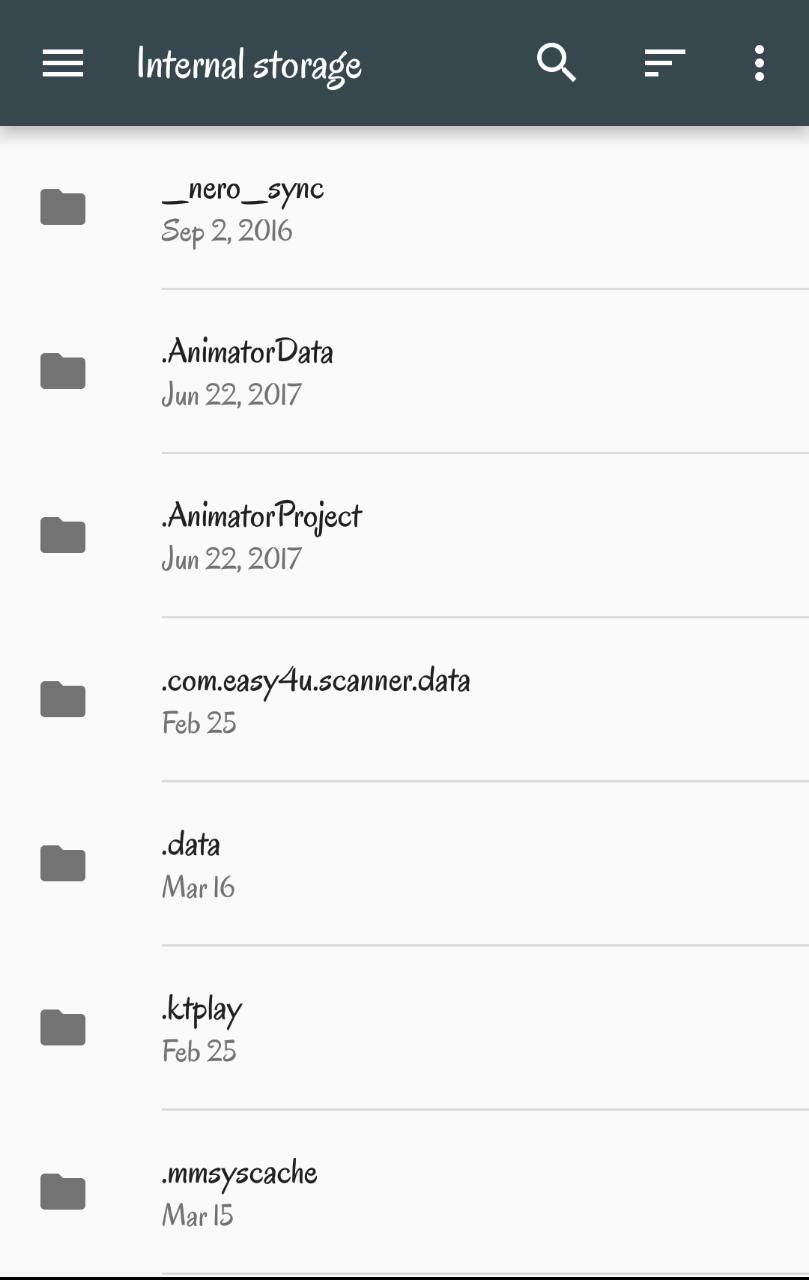 Internal storage
__nero__sync
Sep 2, 2016
.AnimatorData
Jun 22, 2017
.AnimatorProject
Jun 22, 2017
.com.easy4u.scanner.data
Feb 25
.data
Mar 16
.ktplay
Feb 25
.mmsyscache
Mar 15